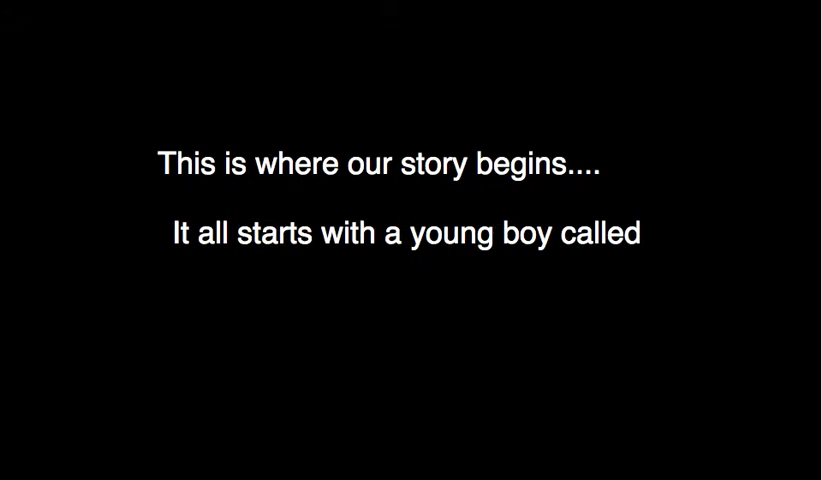 This is where our story begins....
It all starts with a young boy called